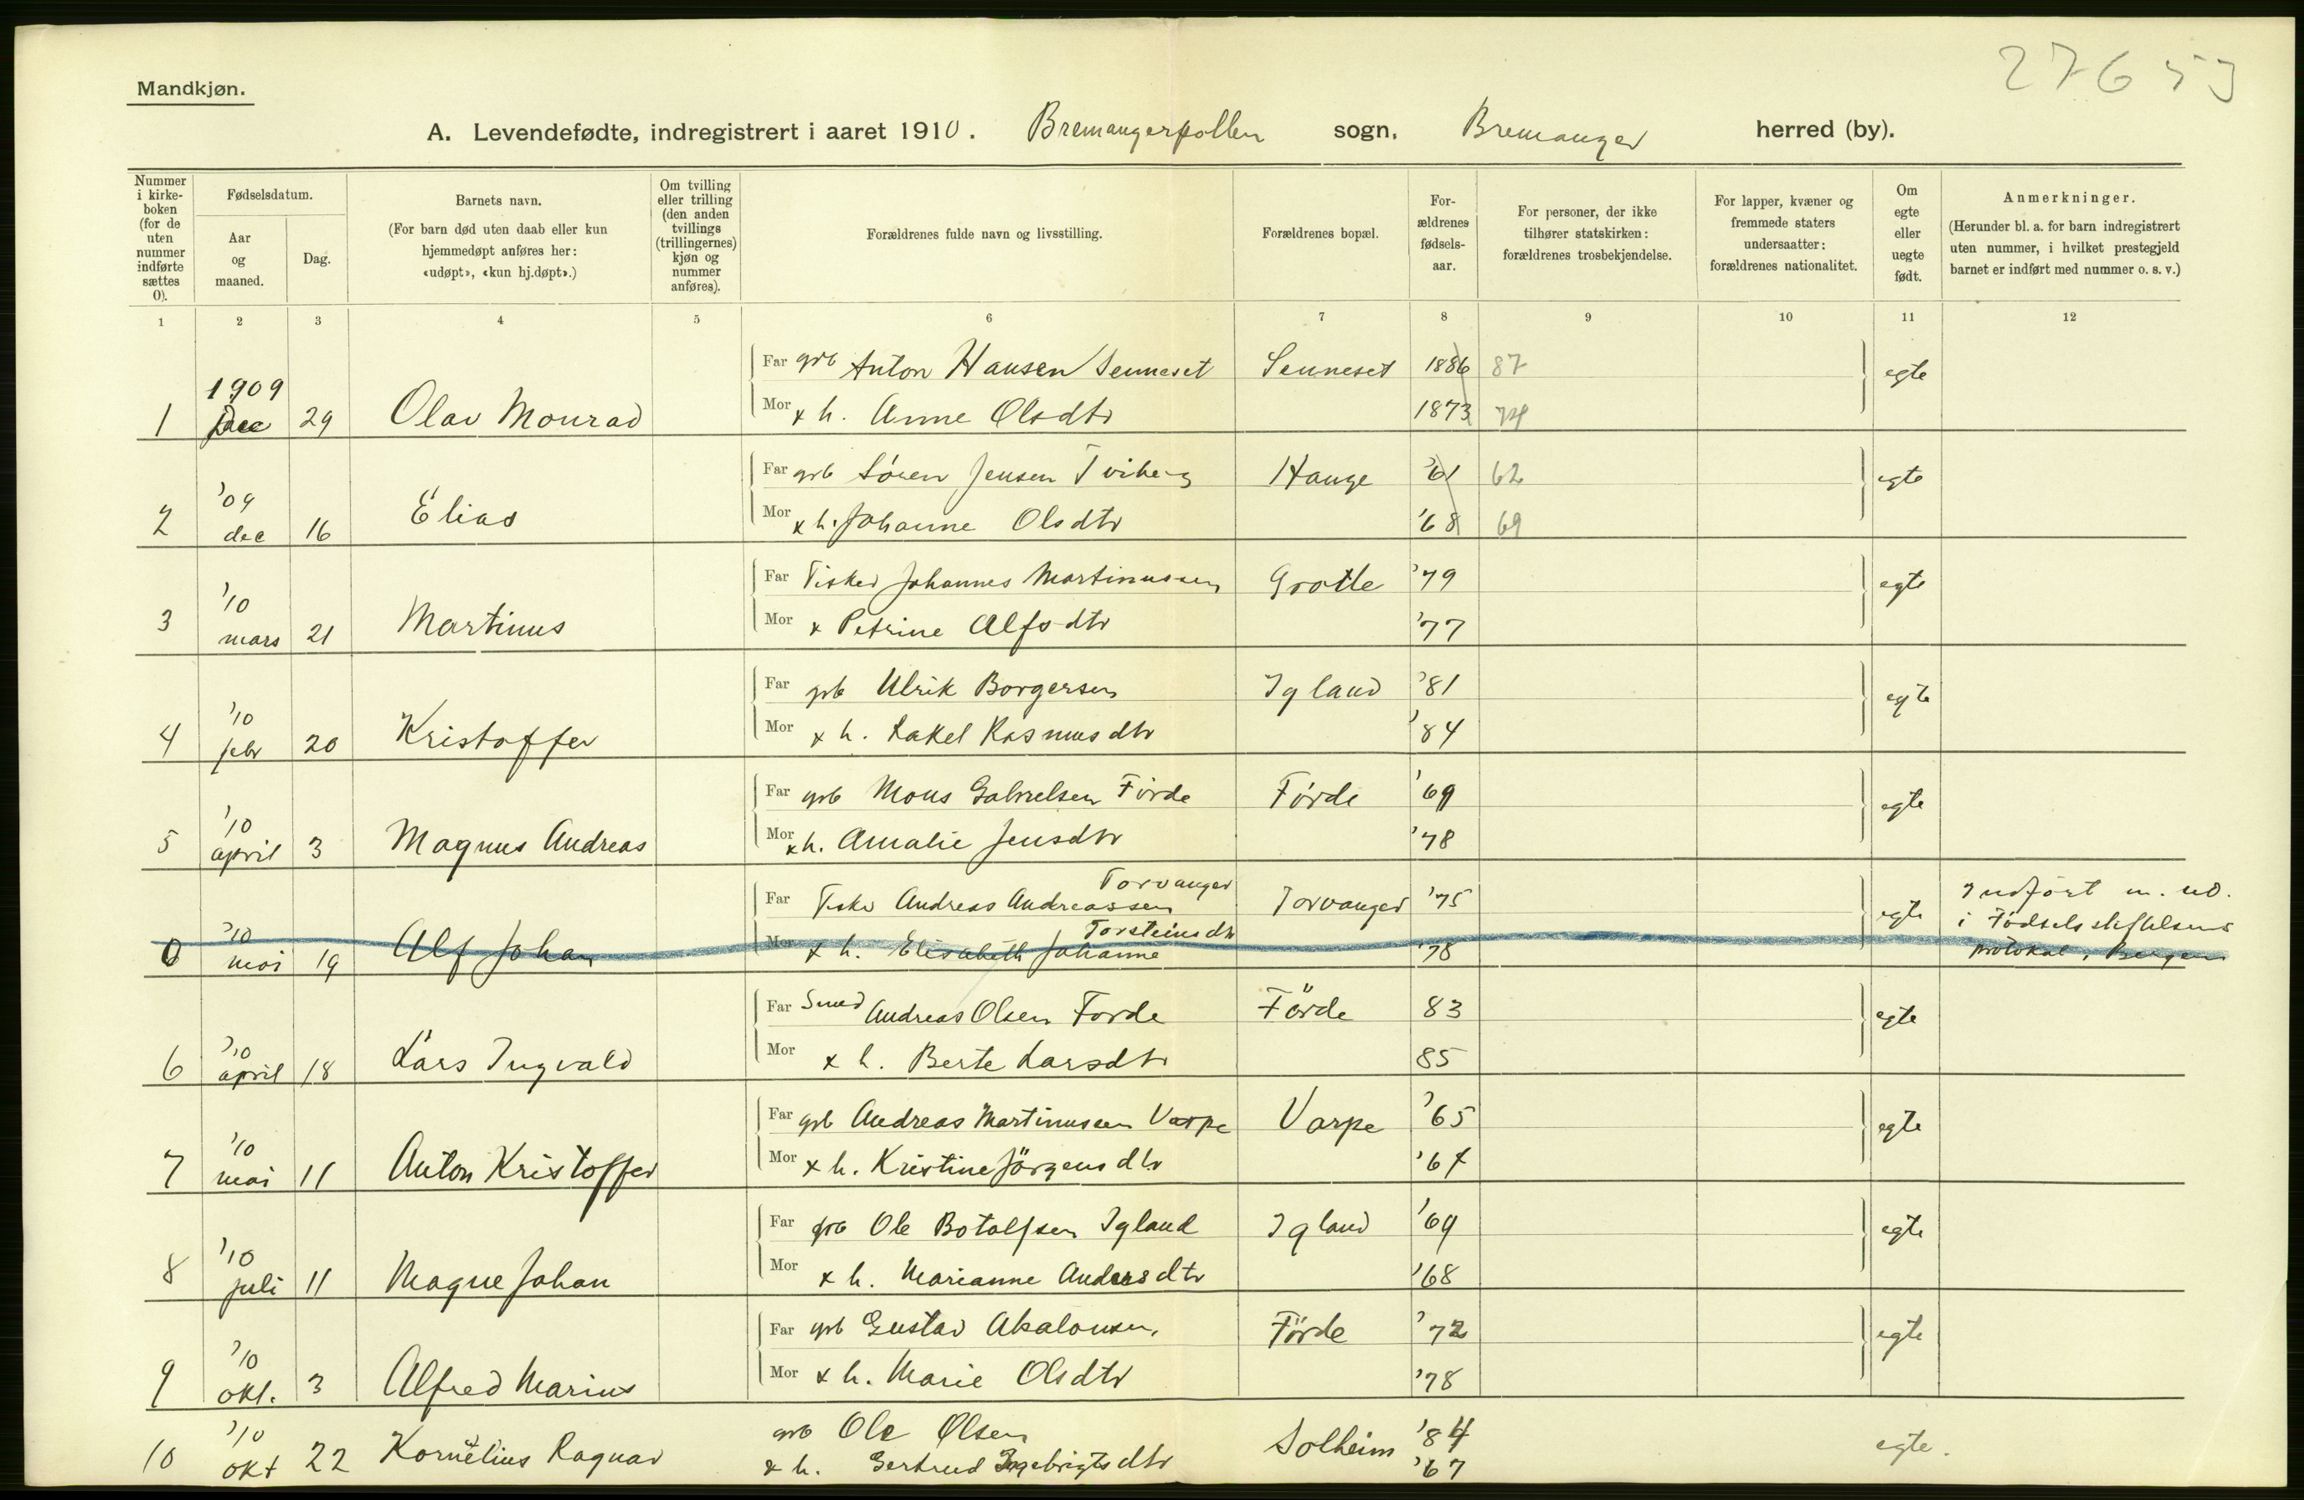 27653
Mandkjøn.
A. Levendefødte, indregistrert i aaret 1910. Bremangerpollen sogn. Bremanger herred (by).
Nummer i kirke-boken (for de uten nummer indførte sættes 0).
Fødselsdatum.
Aar og maaned.
Dag.
Barnets navn.
(For barn død uten daab eller kun hjemmedøpt anføres her: «udøpt», «kun hj.døpt».)
Om tvilling eller trilling (den anden tvillings (trillingernes) kjøn og nummer anføres).
Forældrenes fulde navn og livsstilling.
Forældrenes bopæl.
For-ældrenes fødsels-aar.
For personer, der ikke tilhører statskirken: forældrenes trosbekjendelse.
For lapper, kvæner og fremmede staters undersaatter: forældrenes nationalitet.
Om egte eller uegte født.
Anmerkninger.
(Herunder bl. a. for barn indregistrert uten nummer, i hvilket prestegjeld barnet er indført med nummer o. s. v.)
1 2 3 4 5 6 7 8 9 10 11 12
Far grb Anton Hansen Senneset Senneset 1886 87 egte
1 1909 Dec 29 Olav Monrad Mor x h. Anne Olsdtr 1873 74
Far grb Sören Jensen Tviberg Hauge '61 62 egte
2 '09 dec 16 Elias Mor x h. Johanne Olsdtr '68 69
Far Fisker Johannes Martinussen Grotle '79 egte
3 '10 mars 21 Martinus Mor x Petrine Alfsdtr '77
Far grb Ulrik Borgersen Igland '81 egte
4 '10 febr 20 Kristoffer Mor x h. Rakel Rasmusdtr '84
Far grb Mons Gabrielsen Förde Förde '69 egte
5 '10 april 3 Magnus Andreas Mor x h. Amalie Jensdtr '78
Far Fisker Andreas Andreassen Torvanger Torvanger '75 egte Indfört m. no. i Fødselsstiftelsens protokol i Bergen
0 '10 mai 19 Alf Johan Mor x h. Elisabeth Johanne Torsteinsdtr '78
Far Smed Andreas Olsen Förde Förde 83 egte
6 '10 april 18 Lars Ingvald Mor x h. Berte Larsdtr 85
Far grb Andreas Martinussen Varpe Varpe '65 egte
7 '10 mai 11 Anton Kristoffer Mor x h. Kristine Jörgensdtr '67
Far grb Ole Botolfsen Igland Igland '69 egte
8 '10 juli 11 Magne Johan Mor x h. Marianne Andersdtr '68
Far grb Gustav Absalonsen. Förde '72 egte
9 '10 okt. 3 Alfred Marius Mor x h. Marie Olsdtr '78
grb Ole Olsen Solheim '84 egte.
10 '10 okt 22 Kornelius Ragnar x h. Gertrud Ingebrigtsdtr '67